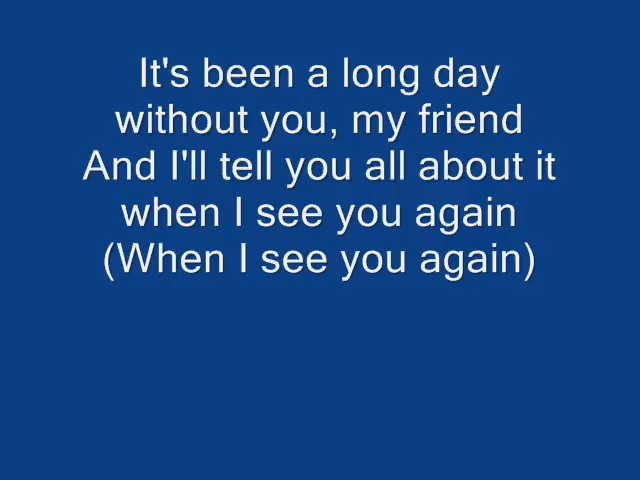 It's been a long day
without you, my friend
And I'll tell you all about it
when I see you again
(When I see you again)